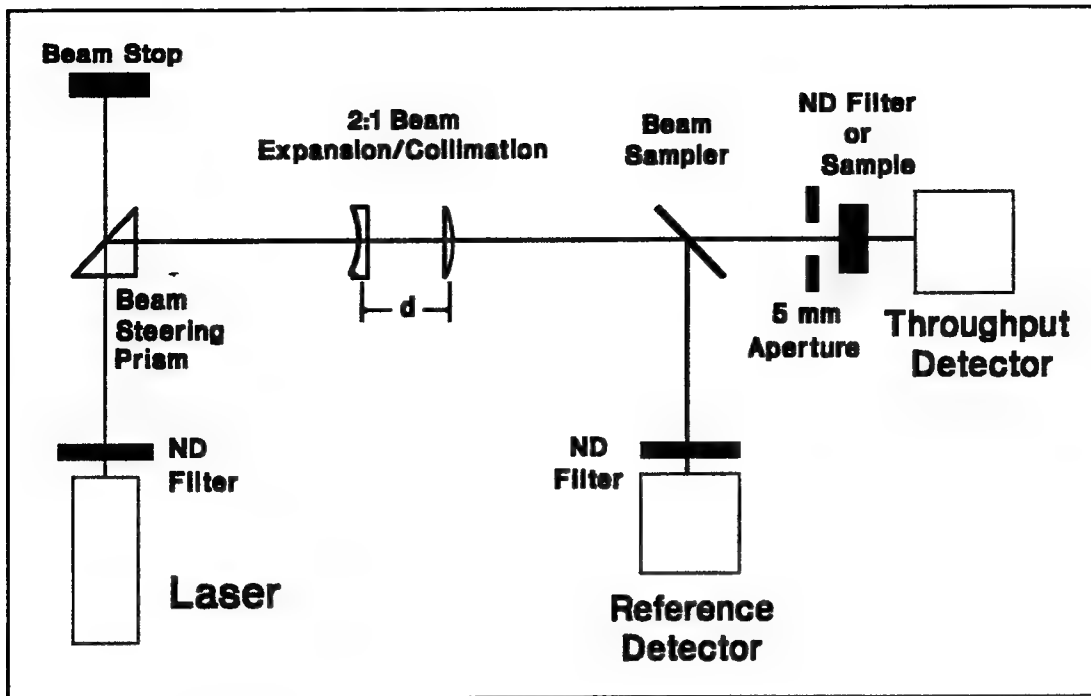 Beam Stop
2:1 Beam
Expansion/Collimation
Beam
Sampler
ND Filter
or
Sample
Beam
Steering
Prism
d
5 mm
Aperture
Throughput
Detector
ND
Filter
Laser
ND
Filter
Reference
Detector